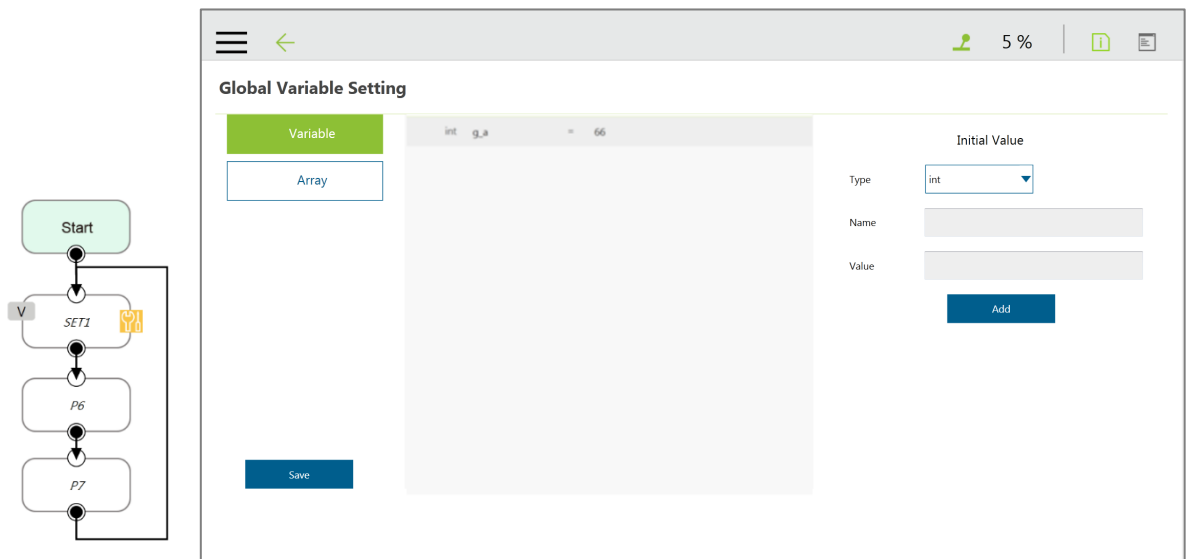 5 %
Global Variable Setting
Variable
int g_a = 66
Initial Value
Array
Type int
Name
Value
Add
Save
Start
V
SET1
P6
P7